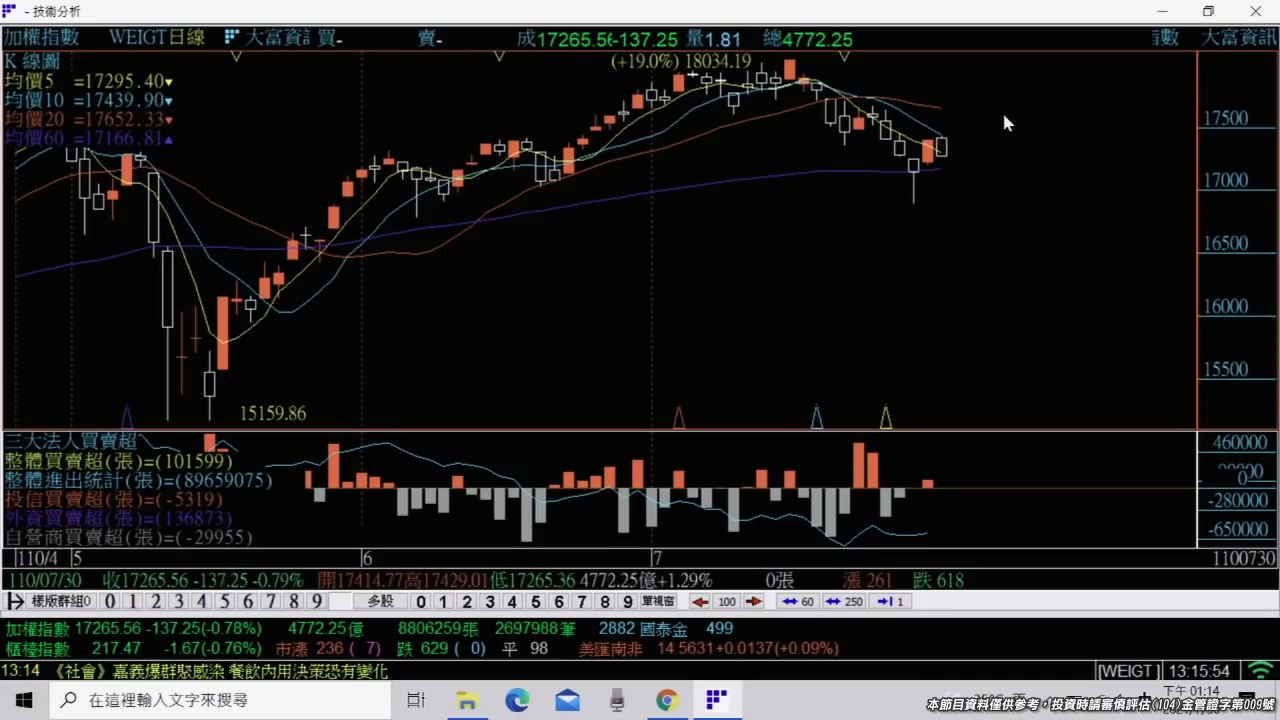 - 技術分析
加權指數 WEIGT日線 大富資訊 買- 賣- 成17265.56-137.25 量1.81 總4772.25 指數 大富資訊
K 線圖 (+19.0%) 18034.19
均價5 =17295.40▼
均價10 =17439.90▼
均價20 =17652.33▼
均價60 =17166.81▲
17500
17000
16500
16000
15500
15159.86
三大法人買賣超
整體買賣超(張)=(101599)
整體進出統計(張)=(89659075)
投信買賣超(張)=( -5319)
外資買賣超(張)=(136873)
自營商買賣超(張)=( -29955)
460000
0
-280000
-650000
110/4 5 6 7 1100730
110/07/30 收17265.56 -137.25 -0.79% 開17414.77高17429.01低17265.36 4772.25億+1.29% 0張 漲 261 跌 618
樣版群組0 0 1 2 3 4 5 6 7 8 9 多股 0 1 2 3 4 5 6 7 8 9 單視窗 100 60 250 1
加權指數 17265.56 -137.25(-0.78%) 4772.25億 8806259張 2697988筆 2882 國泰金 499
櫃檯指數 217.47 -1.67(-0.76%) 市漲 236 ( 7) 跌 629 ( 0) 平 98 美匯南非 14.5631+0.0137(+0.09%)
13:14 《社會》嘉義爆群聚感染 餐飲內用決策恐有變化 [WEIGT ] 13:15:54
在這裡輸入文字來搜尋
下午 01:14
本節目資料僅供參考，投資時請審慎評估(104)金管證字第009號